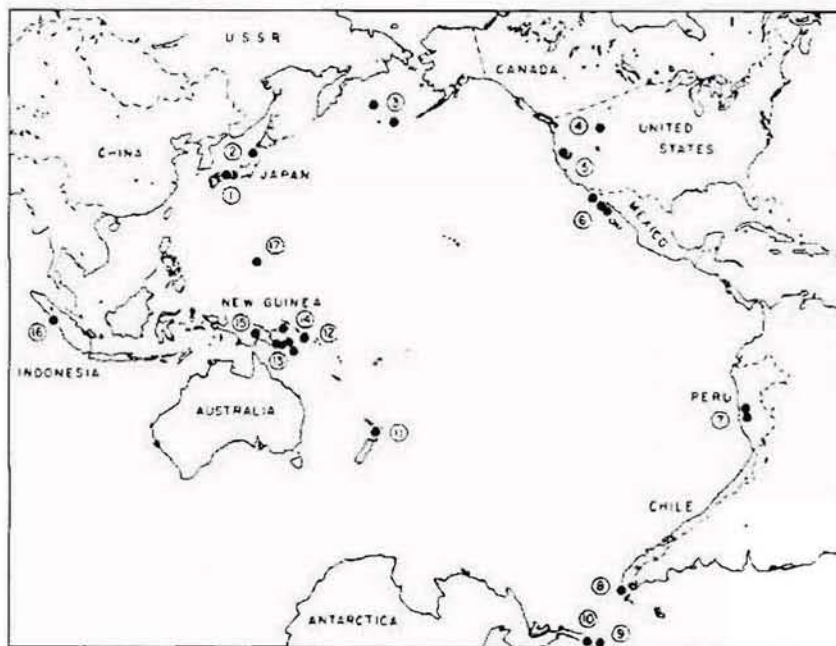 U.S.S.R.
CANADA
3
4
UNITED
STATES
CHINA
2
5
JAPAN
1
6
MEXICO
17
NEW GUINEA
15
14
12
16
13
INDONESIA
PERU
7
AUSTRALIA
11
CHILE
8
10
9
ANTARCTICA